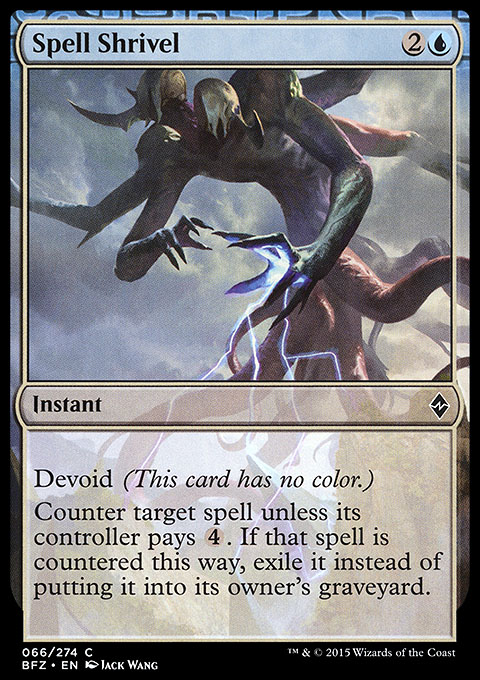 Spell Shrivel 2
Instant
Devoid (This card has no color.)
Counter target spell unless its
controller pays 4. If that spell is
countered this way, exile it instead of
putting it into its owner's graveyard.
066/274 C
BFZ • EN Jack Wang
™ & © 2015 Wizards of the Coast